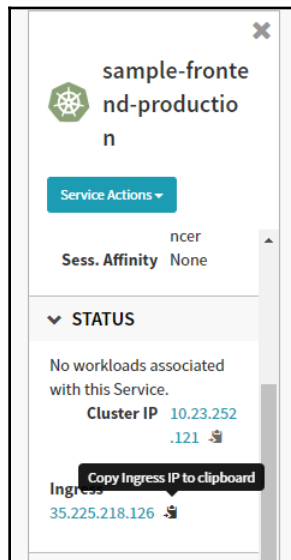 sample-fronte
nd-productio
n
Service Actions
ncer
Sess. Affinity None
STATUS
No workloads associated
with this Service.
Cluster IP 10.23.252
.121
Copy Ingress IP to clipboard
Ingress
35.225.218.126